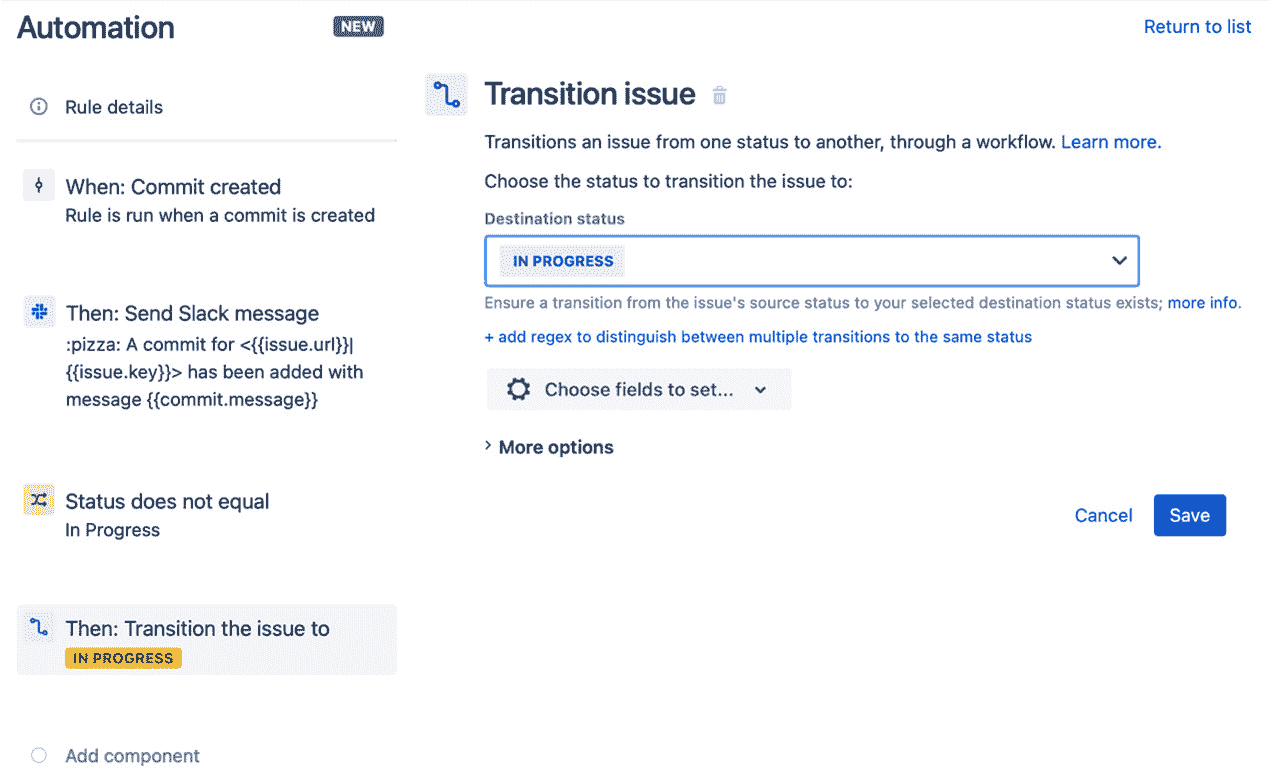 Automation
NEW
Return to list
Rule details
When: Commit created
Rule is run when a commit is created
Then: Send Slack message
:pizza: A commit for <{{issue.url}}|
{{issue.key}}> has been added with
message {{commit.message}}
Status does not equal
In Progress
Then: Transition the issue to
IN PROGRESS
Add component
Transition issue
Transitions an issue from one status to another, through a workflow. Learn more.
Choose the status to transition the issue to:
Destination status
IN PROGRESS
Ensure a transition from the issue's source status to your selected destination status exists; more info.
+ add regex to distinguish between multiple transitions to the same status
Choose fields to set...
More options
Cancel
Save